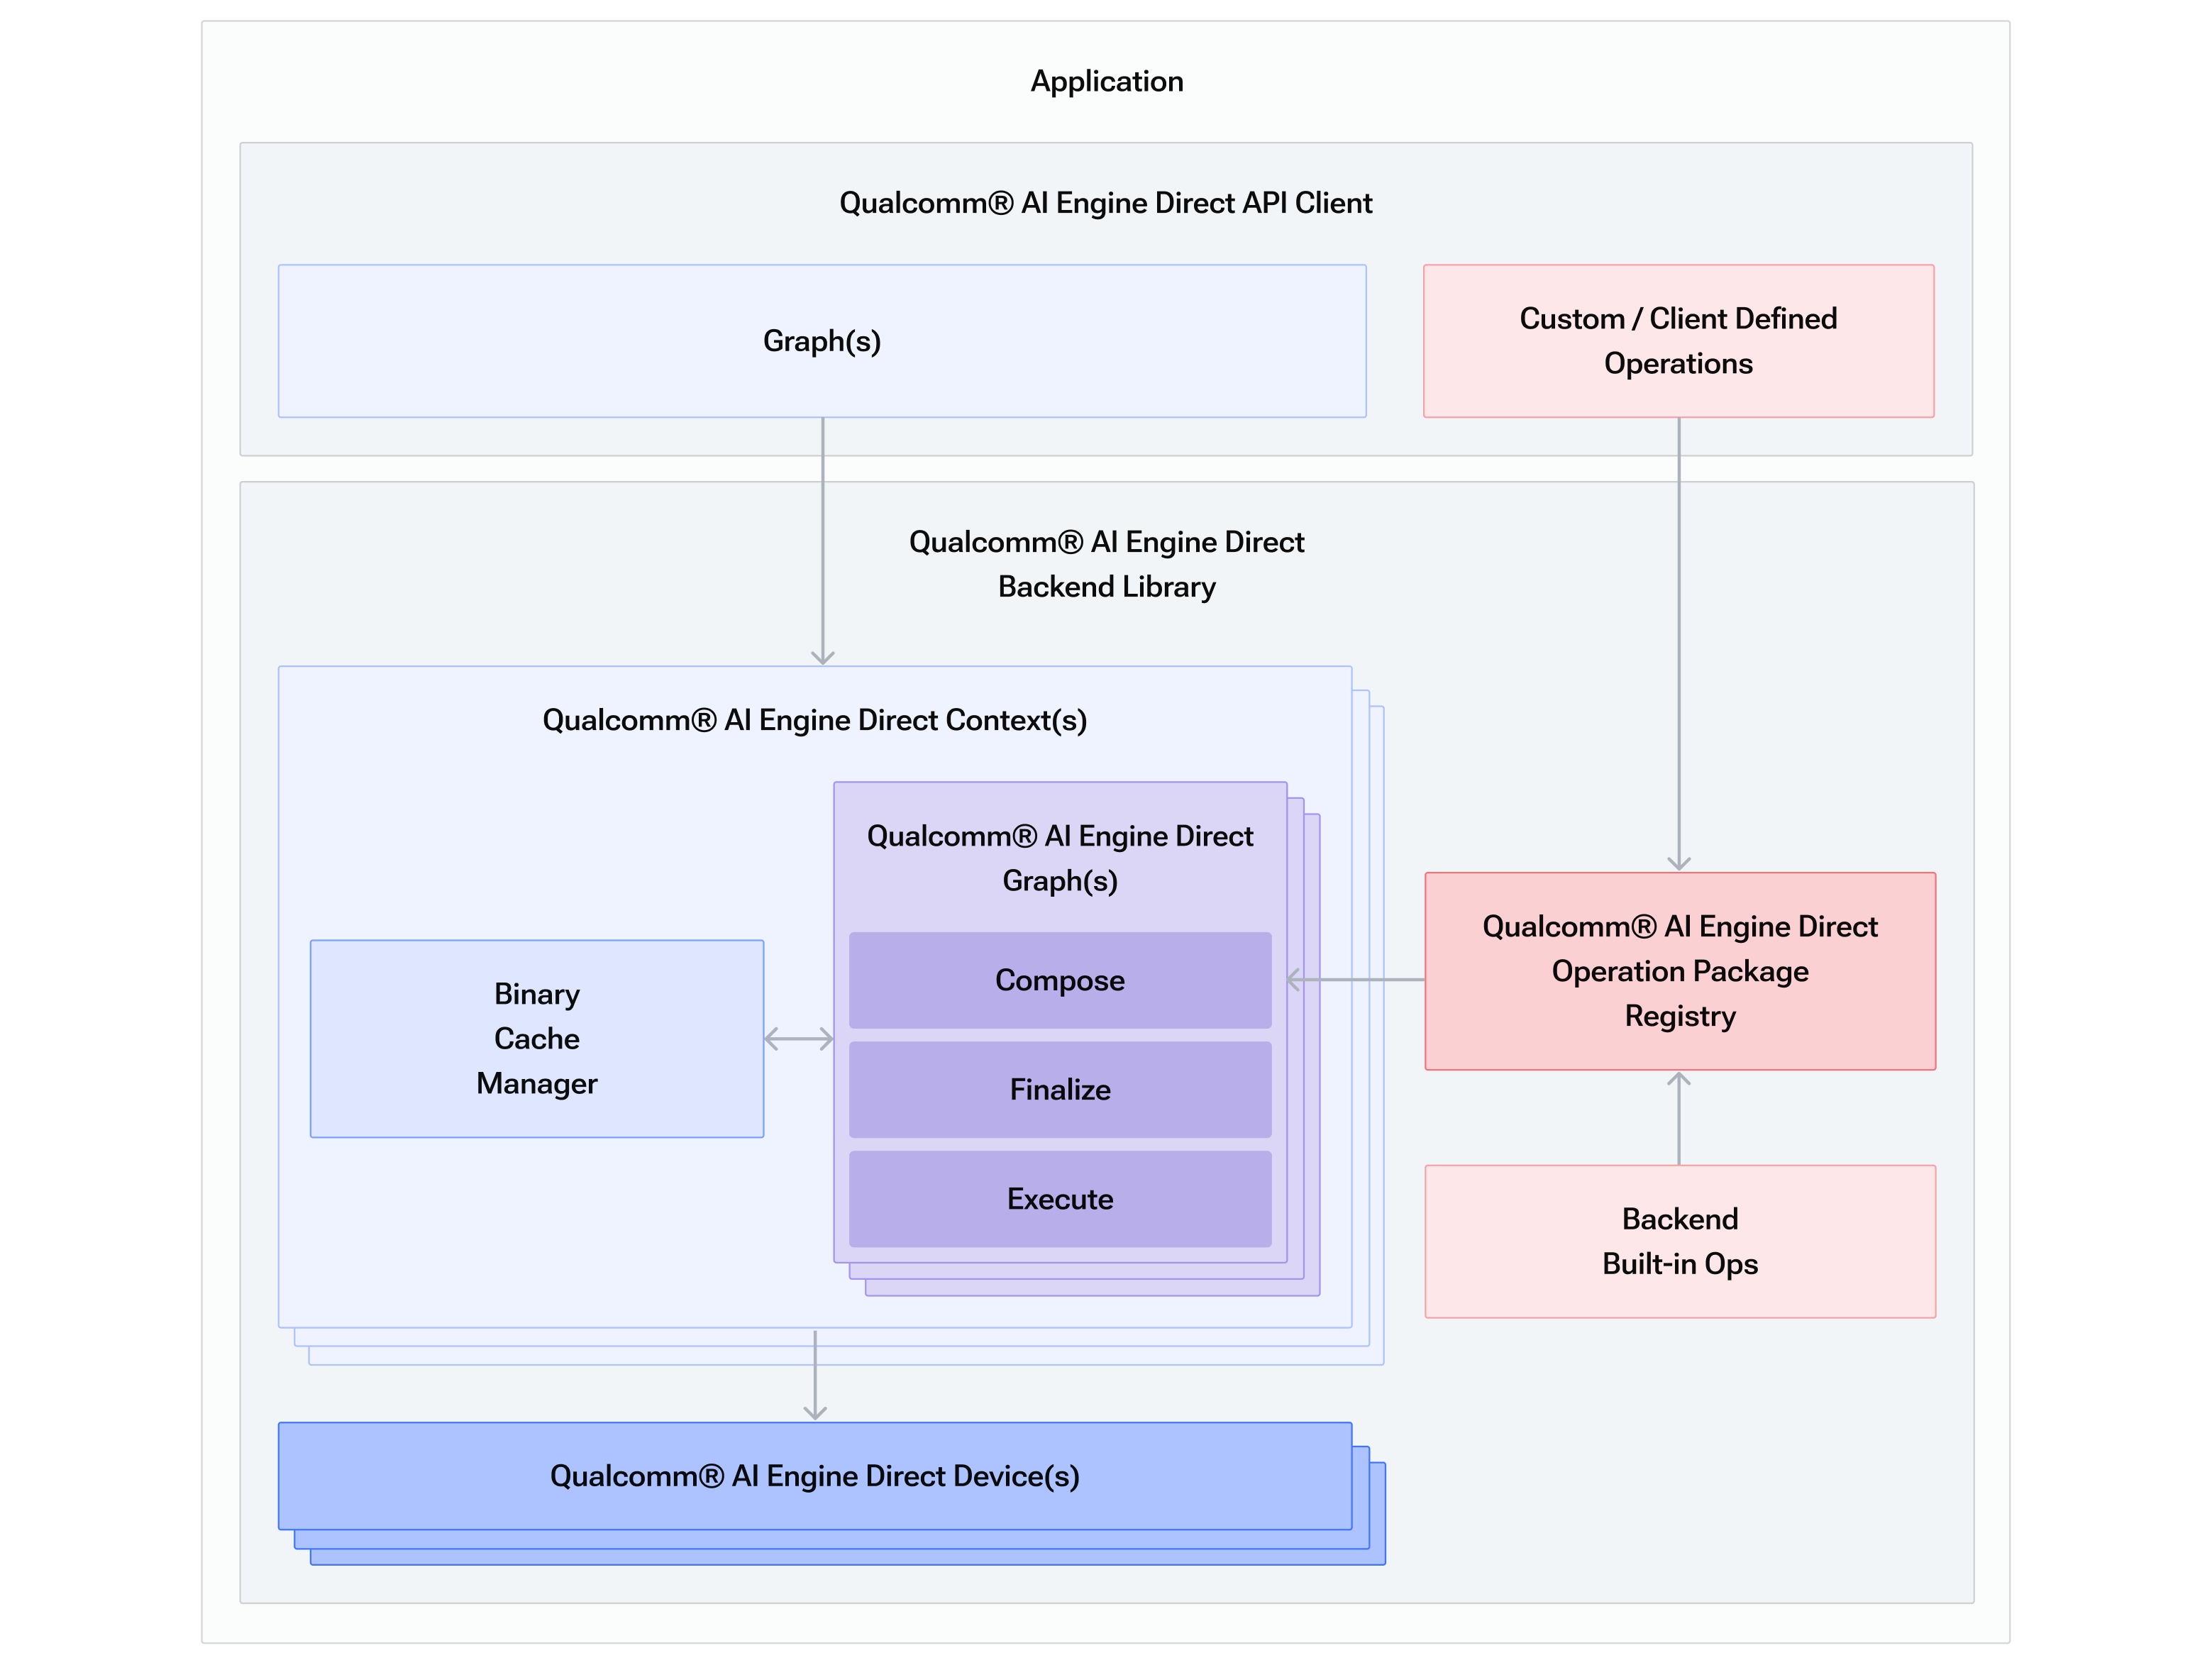 Application
Qualcomm® AI Engine Direct API Client
Graph(s)
Custom / Client Defined
Operations
Qualcomm® AI Engine Direct
Backend Library
Qualcomm® AI Engine Direct Context(s)
Qualcomm® AI Engine Direct
Graph(s)
Compose
Finalize
Execute
Binary
Cache
Manager
Qualcomm® AI Engine Direct
Operation Package
Registry
Backend
Built-in Ops
Qualcomm® AI Engine Direct Device(s)